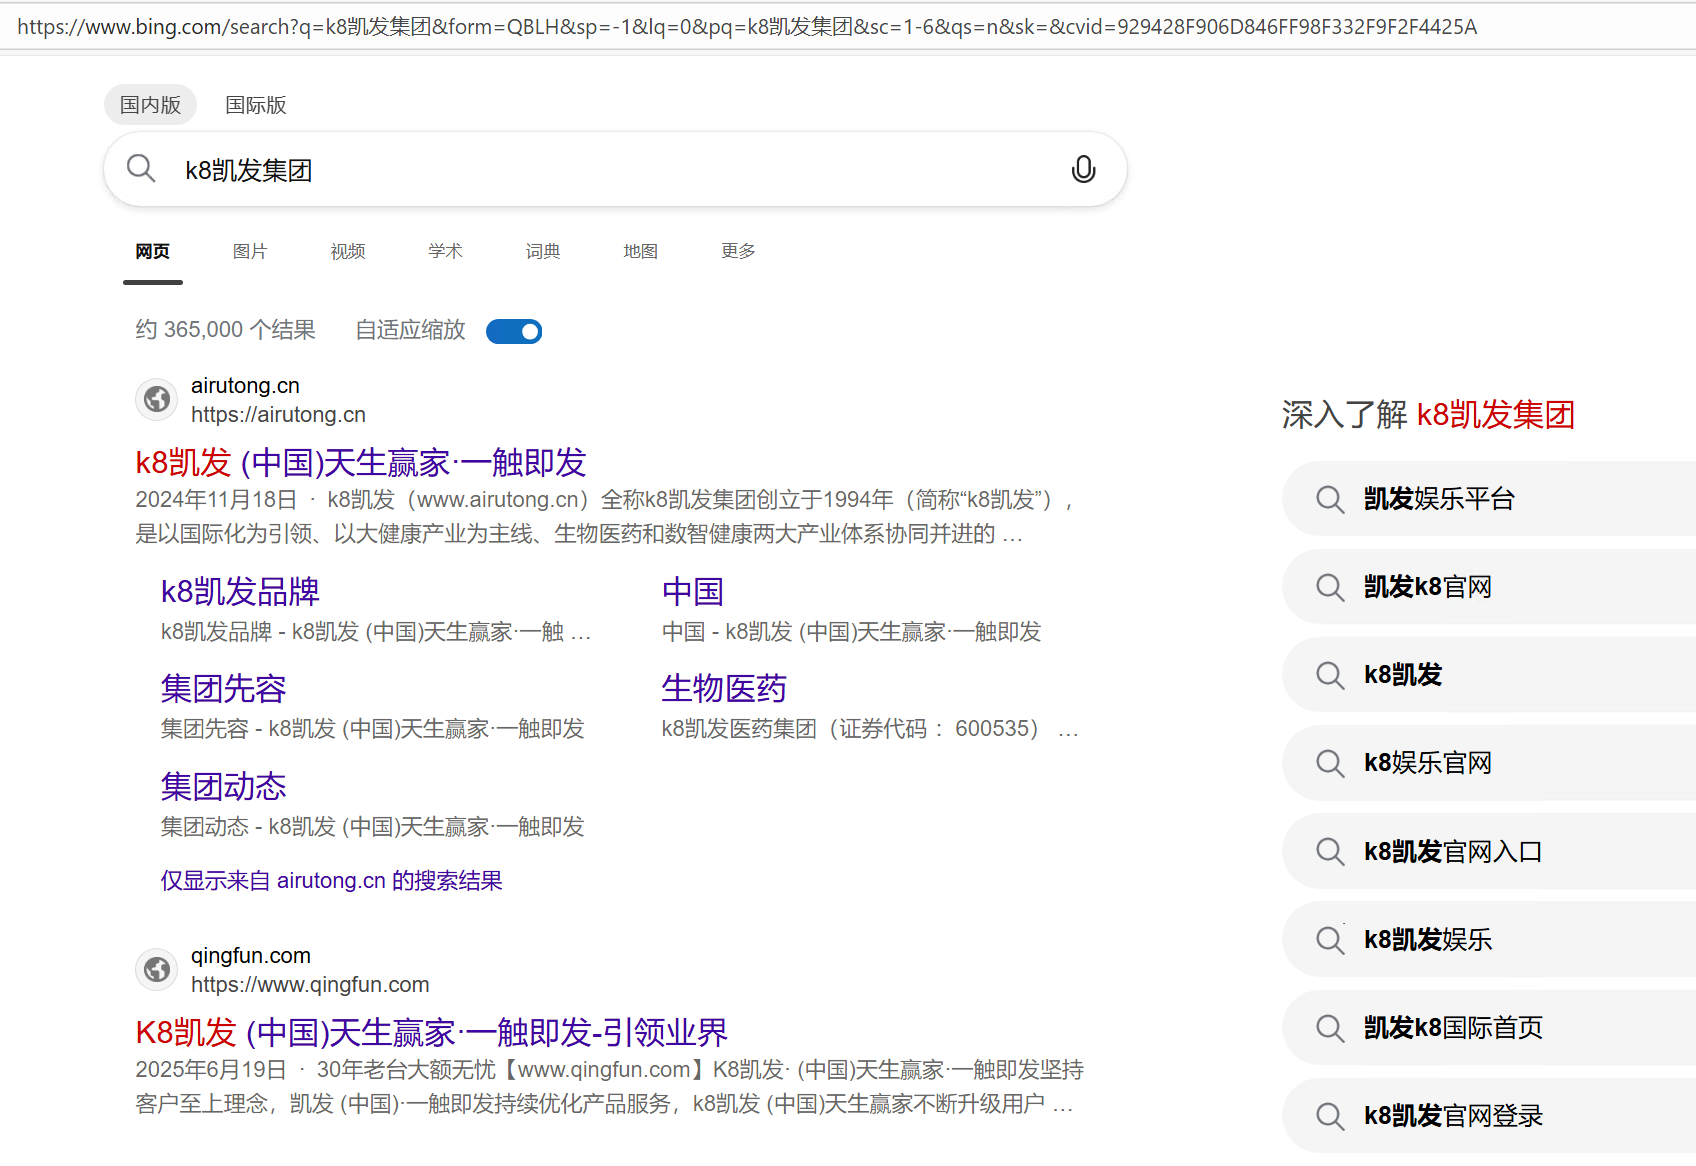 https://www.bing.com/search?q=k8凯发集团&form=QBLH&sp=-1&lq=0&pq=k8凯发集团&sc=1-6&qs=n&sk=&cvid=929428F906D846FF98F332F9F2F4425A
国内版 国际版
k8凯发集团
网页 图片 视频 学术 词典 地图 更多
约 365,000 个结果 自适应缩放
airutong.cn
https://airutong.cn
k8凯发 (中国)天生赢家·一触即发
2024年11月18日 · k8凯发（www.airutong.cn）全称k8凯发集团创立于1994年（简称“k8凯发”），
是以国际化为引领、以大健康产业为主线、生物医药和数智健康两大产业体系协同并进的 …
k8凯发品牌
k8凯发品牌 - k8凯发 (中国)天生赢家·一触 …
中国
中国 - k8凯发 (中国)天生赢家·一触即发
集团先容
集团先容 - k8凯发 (中国)天生赢家·一触即发
生物医药
k8凯发医药集团（证券代码 ：600535） …
集团动态
集团动态 - k8凯发 (中国)天生赢家·一触即发
仅显示来自 airutong.cn 的搜索结果
qingfun.com
https://www.qingfun.com
K8凯发 (中国)天生赢家·一触即发-引领业界
2025年6月19日 · 30年老台大额无忧【www.qingfun.com】K8凯发· (中国)天生赢家·一触即发坚持
客户至上理念，凯发 (中国)·一触即发持续优化产品服务，k8凯发 (中国)天生赢家不断升级用户 …
深入了解 k8凯发集团
凯发娱乐平台
凯发k8官网
k8凯发
k8娱乐官网
k8凯发官网入口
k8凯发娱乐
凯发k8国际首页
k8凯发官网登录